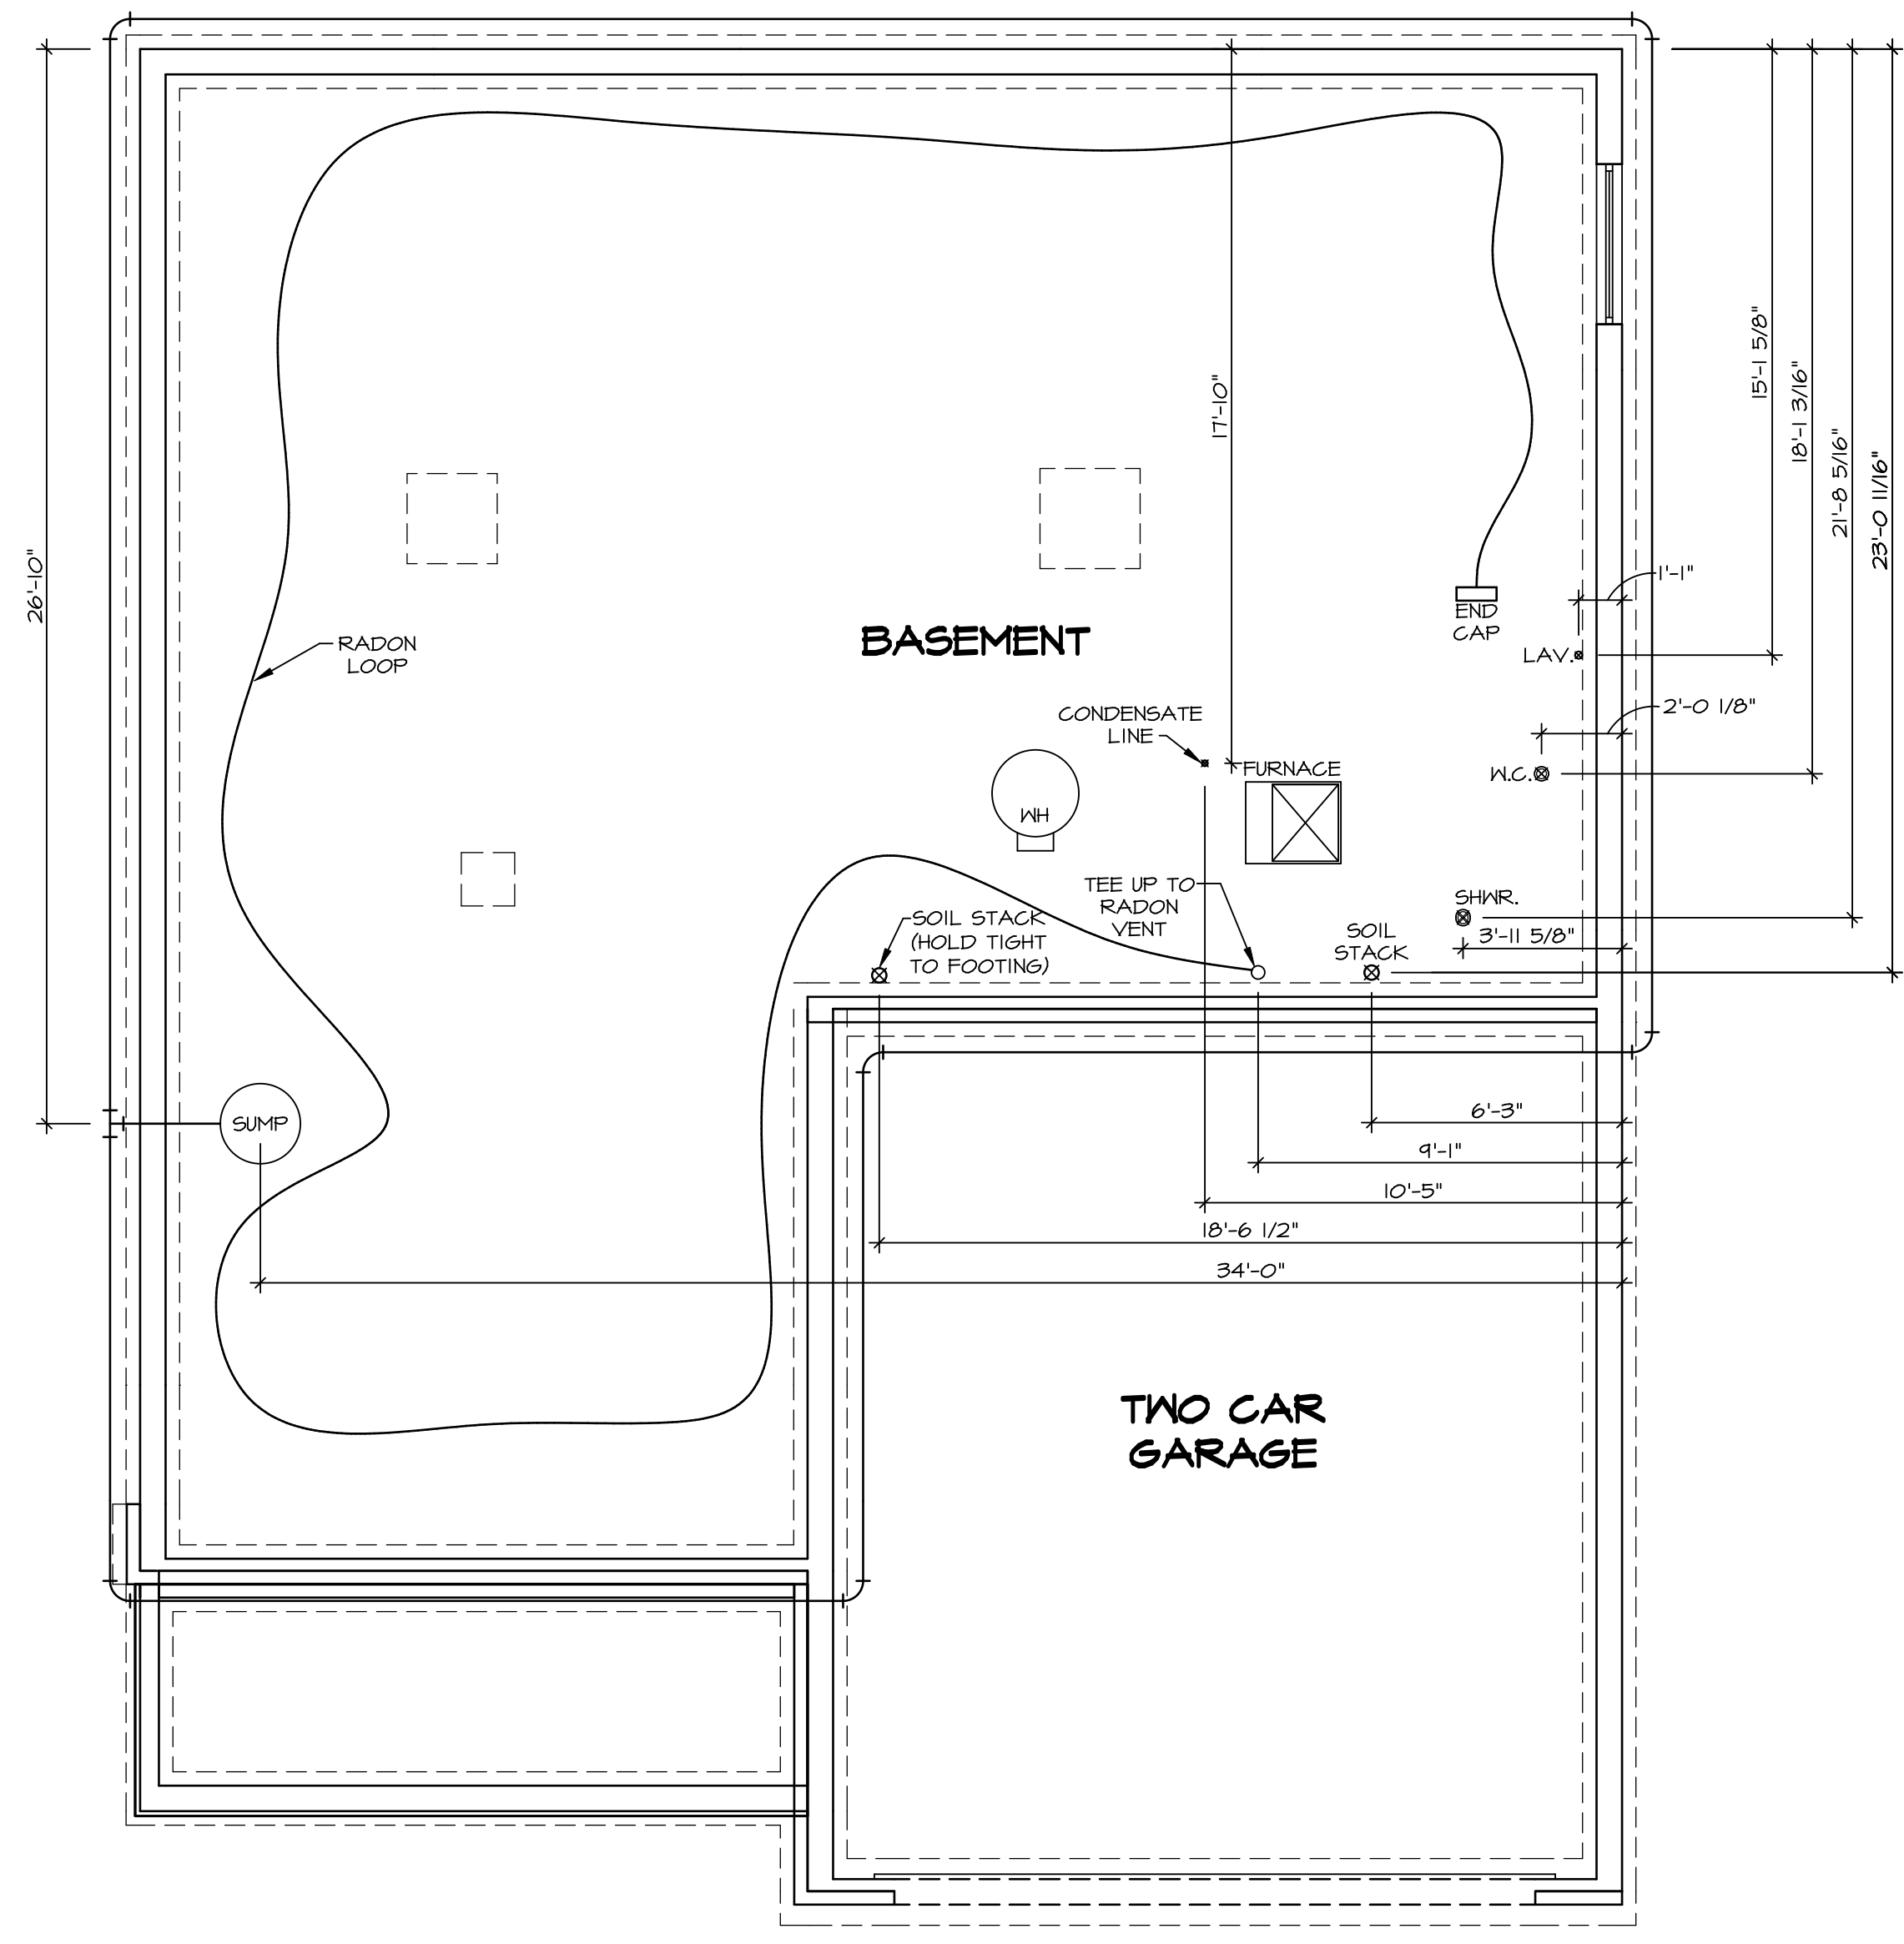 15'-1 5/8"
18'-1 3/16"
21'-8 5/16"
23'-0 11/16"
17'-10"
26'-10"
1'-1"
END
CAP
BASEMENT
RADON
LOOP
LAV.
2'-0 1/8"
CONDENSATE
LINE
FURNACE
W.C.
WH
TEE UP TO
RADON
VENT
SHWR.
SOIL STACK
(HOLD TIGHT
TO FOOTING)
SOIL
STACK
3'-11 5/8"
SUMP
6'-3"
9'-1"
10'-5"
18'-6 1/2"
34'-0"
TWO CAR
GARAGE